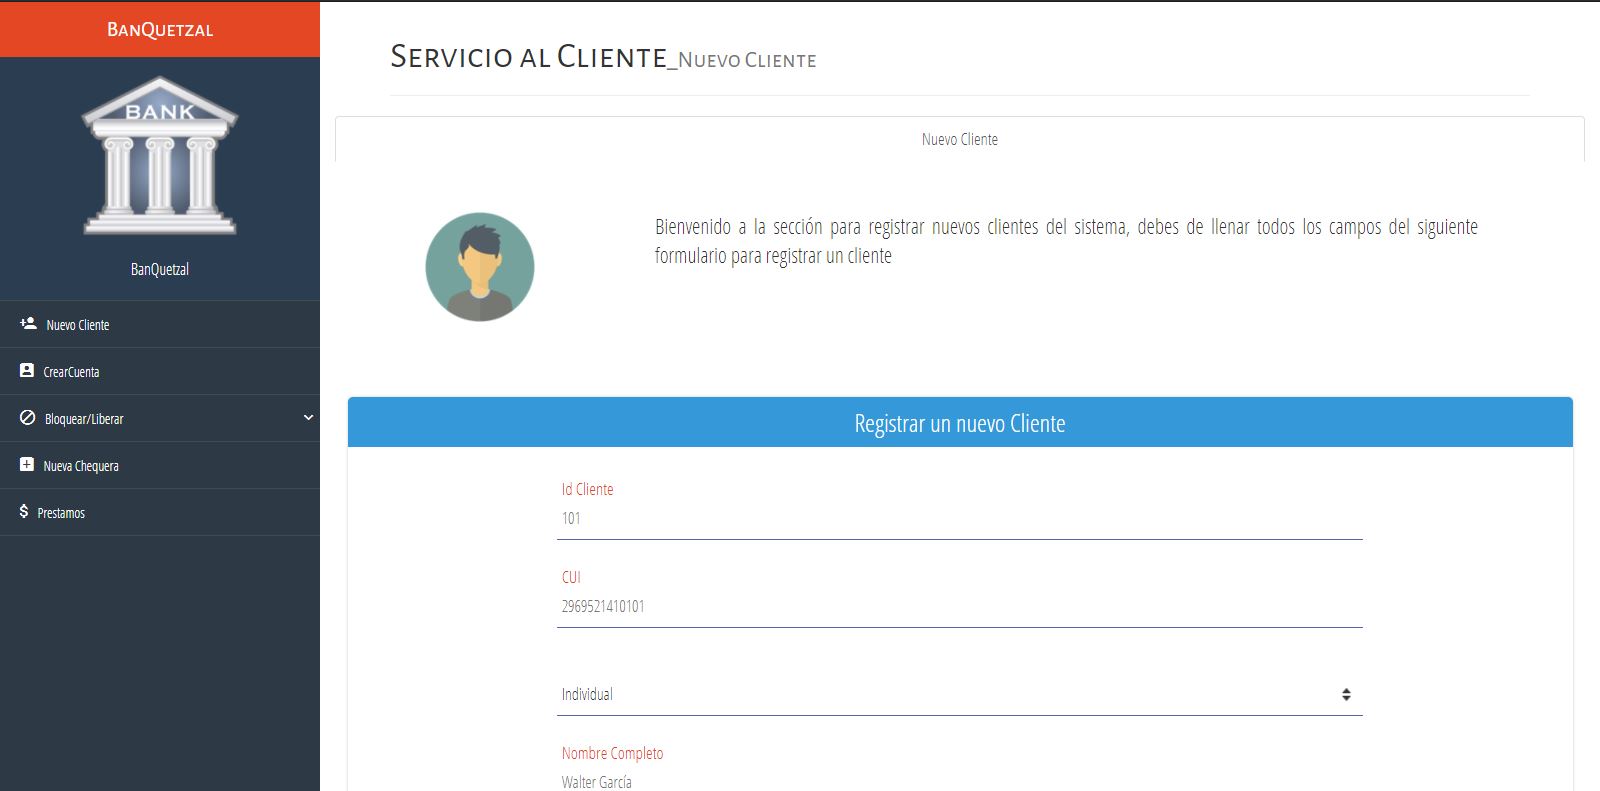 BanQuetzal
BANK
BanQuetzal
Nuevo Cliente
CrearCuenta
Bloquear/Liberar
Nueva Chequera
Prestamos
Servicio al Cliente_Nuevo Cliente
Nuevo Cliente
Bienvenido a la sección para registrar nuevos clientes del sistema, debes de llenar todos los campos del siguiente
formulario para registrar un cliente
Registrar un nuevo Cliente
Id Cliente
101
CUI
2969521410101
Individual
Nombre Completo
Walter García